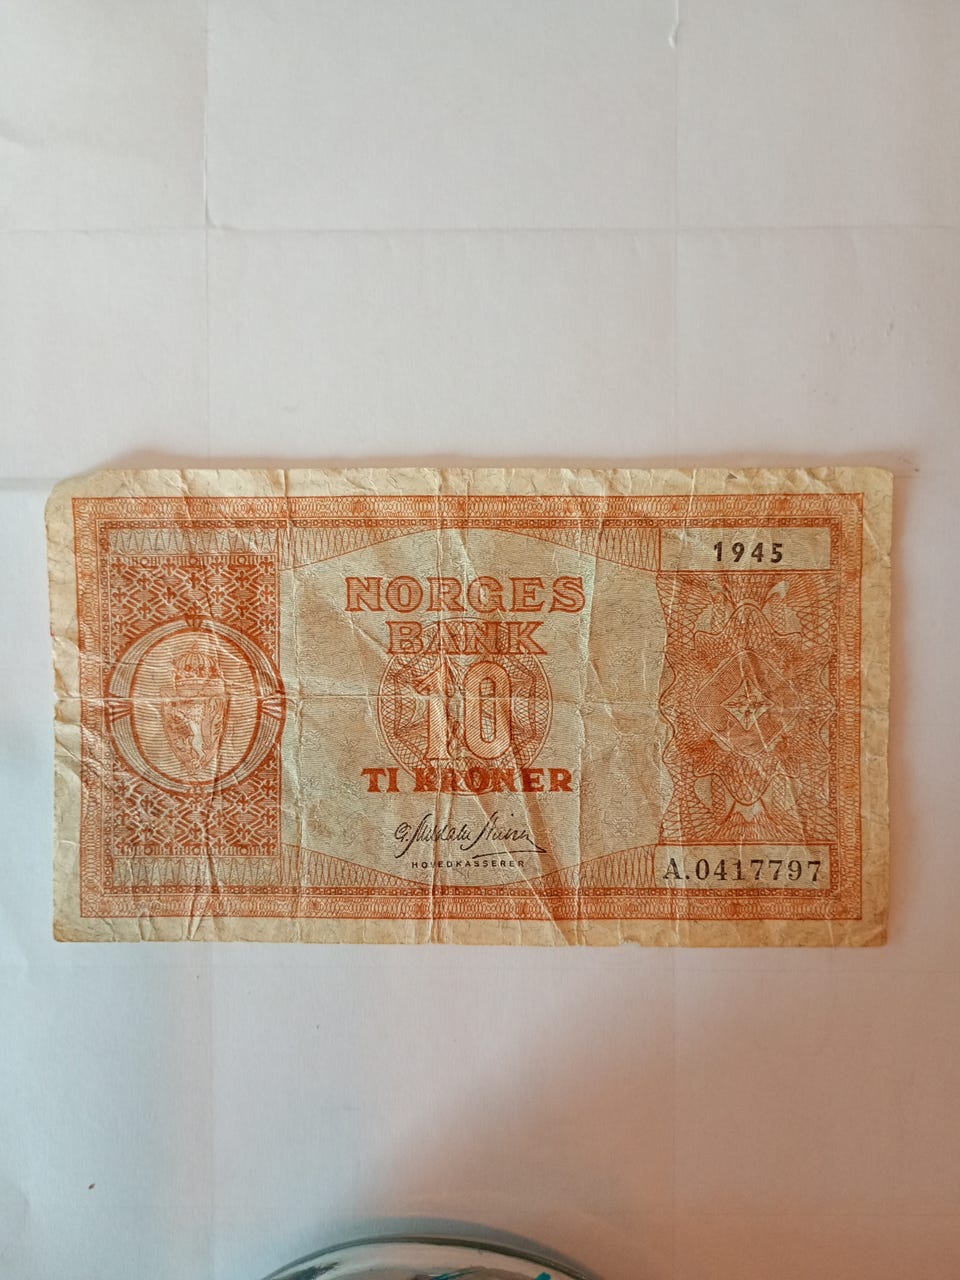 1945
NORGES
BANK
10
TI KRONER
HOVEDKASSERER
A.0417797